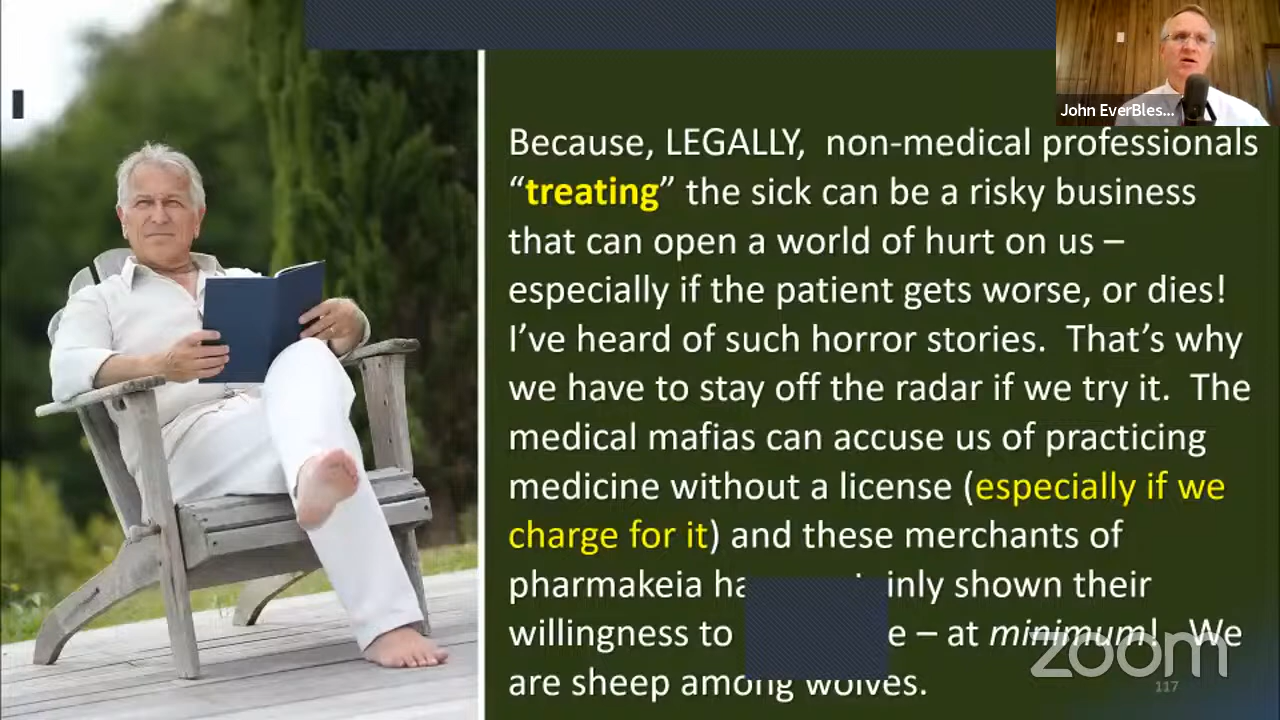 John EverBles...
Because, LEGALLY, non-medical professionals
“treating” the sick can be a risky business
that can open a world of hurt on us –
especially if the patient gets worse, or dies!
I’ve heard of such horror stories. That’s why
we have to stay off the radar if we try it. The
medical mafias can accuse us of practicing
medicine without a license (especially if we
charge for it) and these merchants of
pharmakeia shown their
willingness to – at minimum! We
are sheep among wolves.
zoom
117